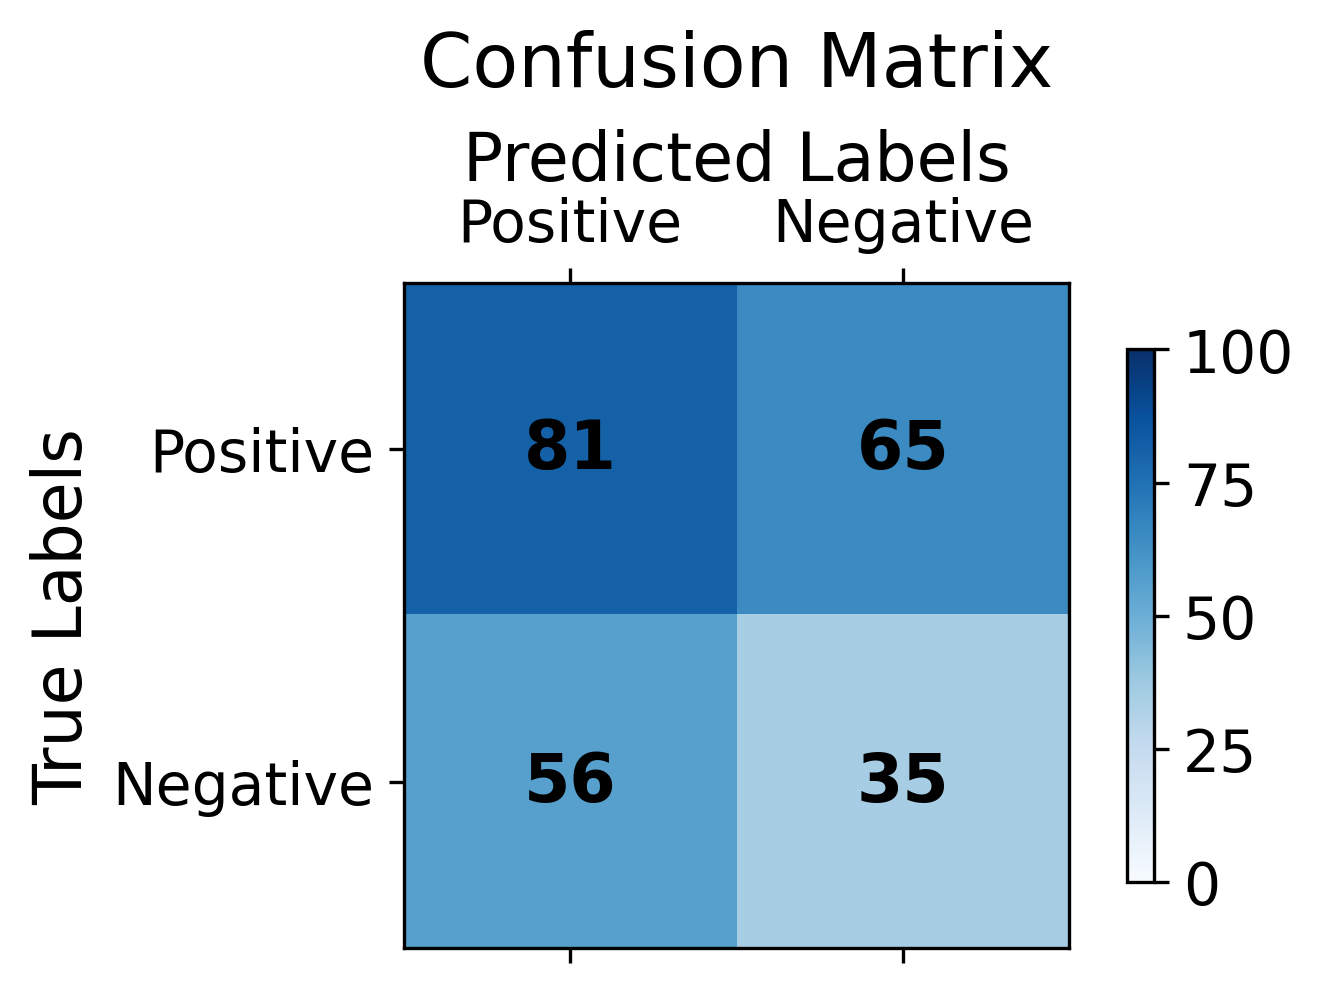 Confusion Matrix
Predicted Labels
Positive Negative
True Labels
Positive 81 65
Negative 56 35
100
75
50
25
0